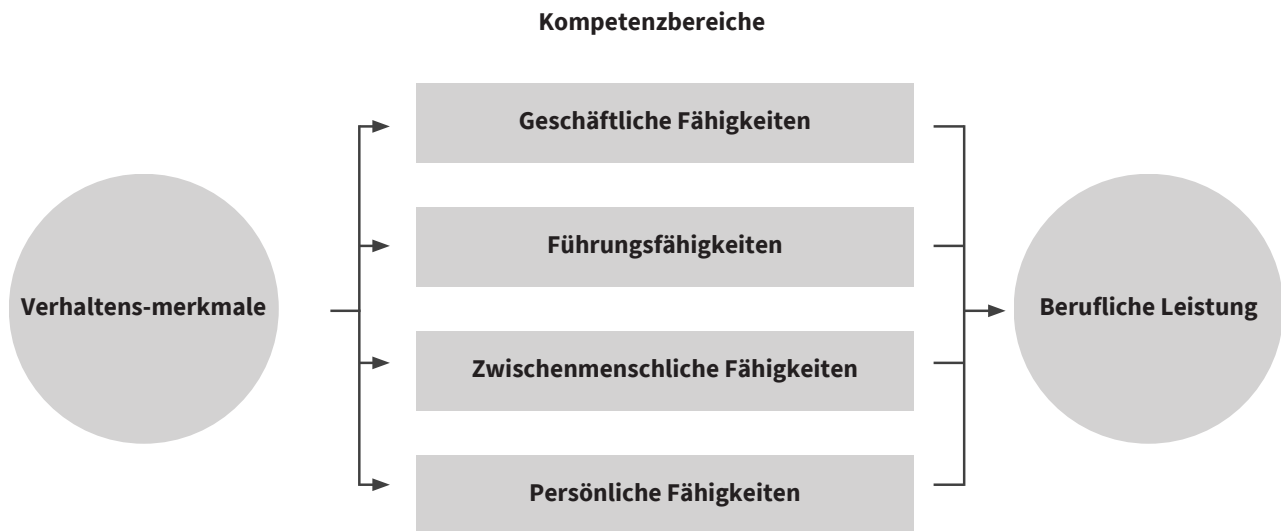 Kompetenzbereiche
Geschäftliche Fähigkeiten
Führungsfähigkeiten
Verhaltens-merkmale
Berufliche Leistung
Zwischenmenschliche Fähigkeiten
Persönliche Fähigkeiten